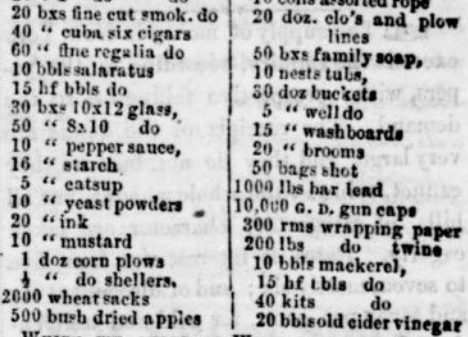 20 bxs fine cut smok. do
40 " cuba six cigars
60 " fine regalia do
10 bbls salaratus
15 hf bbls do
30 bxs 10x12 glass,
50 " 8x10 do
10 " pepper sauce,
16 " starch
5 " catsup
10 " yeast powders
20 " ink
10 " mustard
1 doz corn plows
½ " do shellers.
2000 wheat sacks
500 bush dried apples
10 coils assorted rope
20 doz. clo's and plow
lines
50 bxs family soap,
10 nests tubs,
30 doz buckets
5 " well do
15 " washboards
20 " brooms
50 bags shot
1000 lbs bar lead
10,000 G. D. gun caps
300 rms wrapping paper
200 lbs do twine
10 bbls mackerel,
15 hf bbls do
40 kits do
20 bbls old cider vinegar